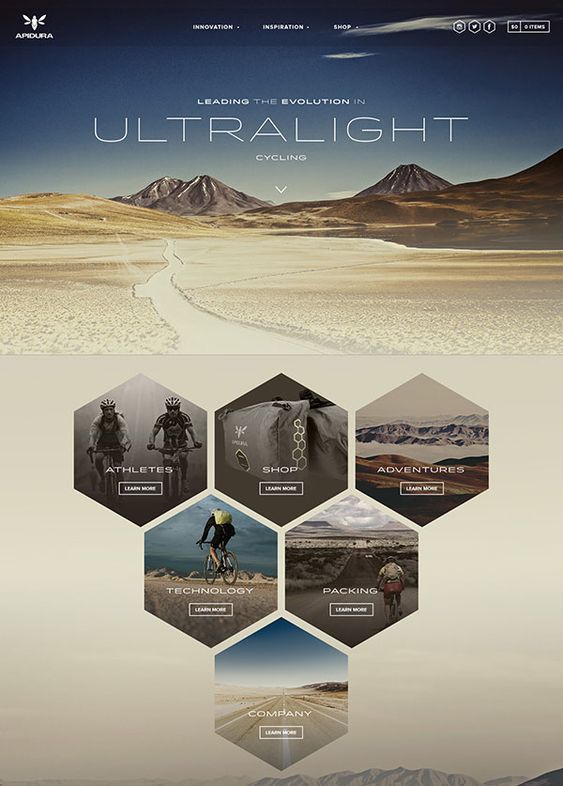 INNOVATION
INSPIRATION
SHOP
$0
0 ITEMS
APIDURA
LEADING THE EVOLUTION IN
ULTRALIGHT
CYCLING
APIDURA
ATHLETES
SHOP
ADVENTURES
LEARN MORE
LEARN MORE
LEARN MORE
TECHNOLOGY
PACKING
LEARN MORE
LEARN MORE
COMPANY
LEARN MORE